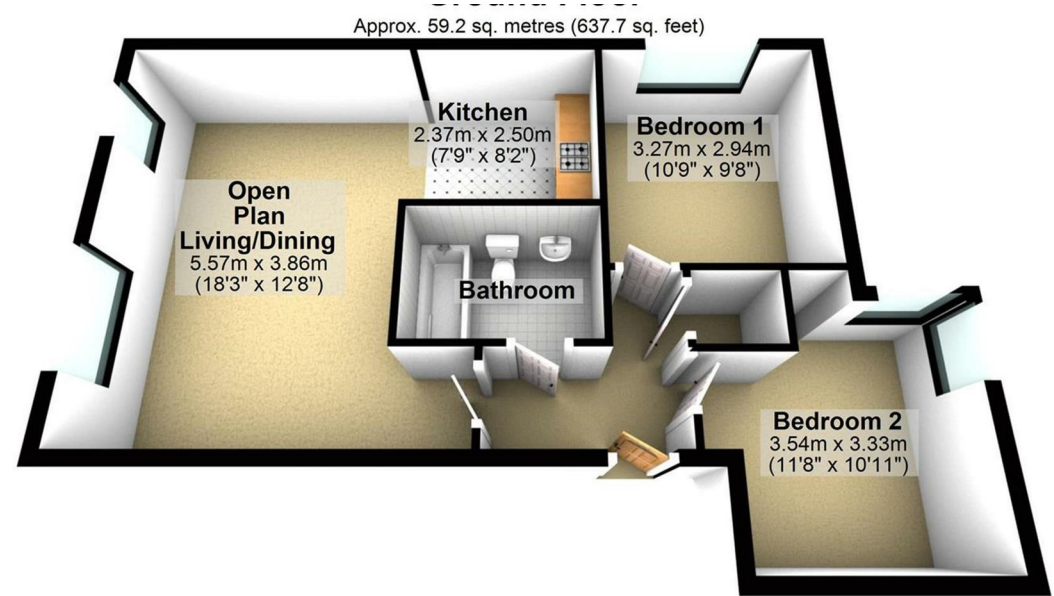 Ground Floor
Approx. 59.2 sq. metres (637.7 sq. feet)
Kitchen
2.37m x 2.50m
(7'9" x 8'2")
Bedroom 1
3.27m x 2.94m
(10'9" x 9'8")
Open
Plan
Living/Dining
5.57m x 3.86m
(18'3" x 12'8")
Bathroom
Bedroom 2
3.54m x 3.33m
(11'8" x 10'11")